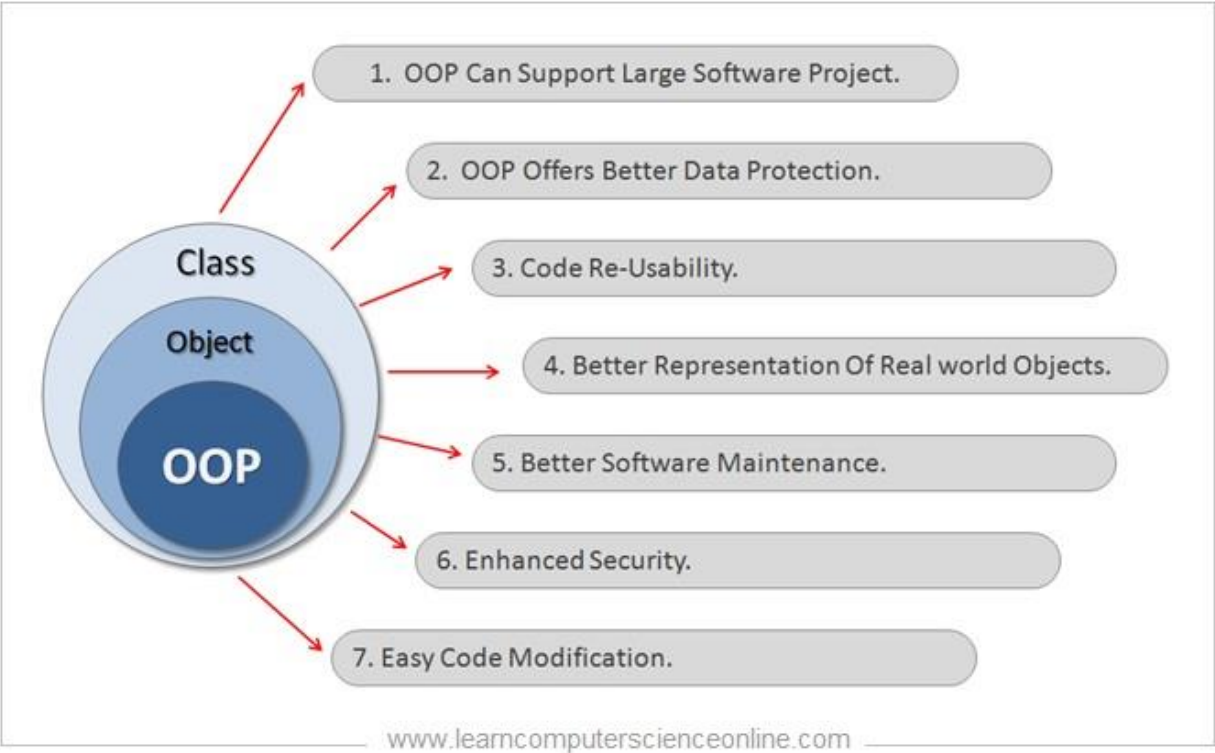 1. OOP Can Support Large Software Project.
2. OOP Offers Better Data Protection.
Class
3. Code Re-Usability.
Object
4. Better Representation Of Real world Objects.
OOP
5. Better Software Maintenance.
6. Enhanced Security.
7. Easy Code Modification.
www.learncomputerscienceonline.com